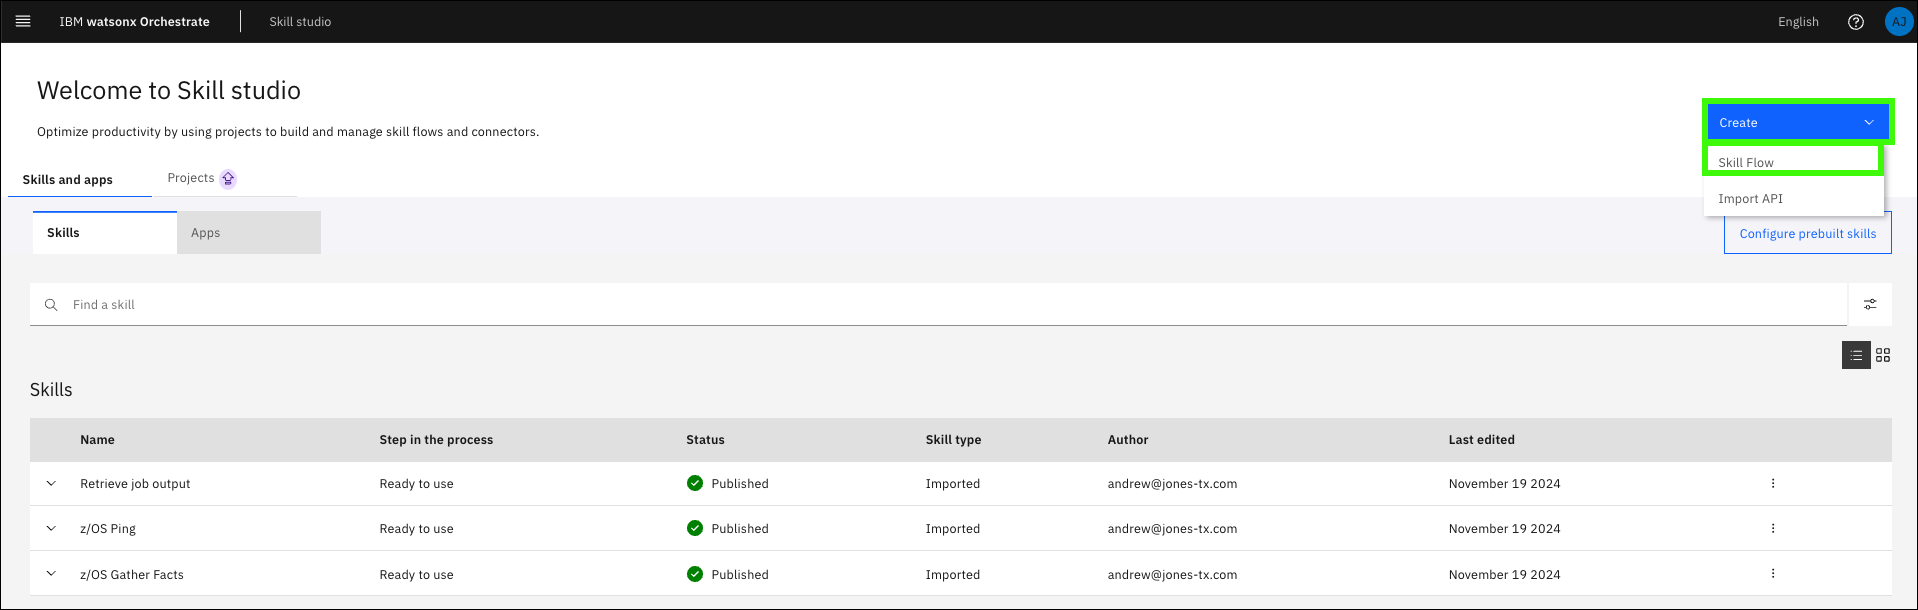 IBM watsonx Orchestrate Skill studio English AJ
Welcome to Skill studio
Optimize productivity by using projects to build and manage skill flows and connectors.
Create
Skill Flow
Import API
Skills and apps Projects
Skills Apps
Configure prebuilt skills
Find a skill
Skills
Name Step in the process Status Skill type Author Last edited
Retrieve job output Ready to use Published Imported andrew@jones-tx.com November 19 2024
z/OS Ping Ready to use Published Imported andrew@jones-tx.com November 19 2024
z/OS Gather Facts Ready to use Published Imported andrew@jones-tx.com November 19 2024